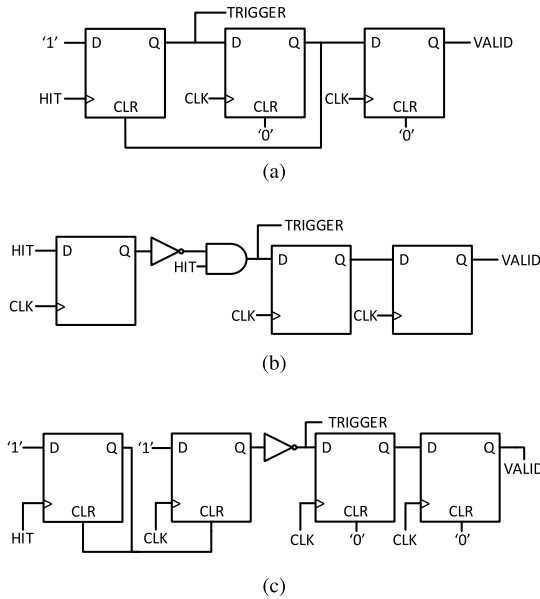 TRIGGER
'1' D Q D Q D Q VALID
HIT CLR CLK CLR CLK CLR
'0' '0'
(a)
TRIGGER
HIT D Q HIT D Q D Q VALID
CLK CLK CLK
(b)
TRIGGER
'1' D Q '1' D Q D Q D Q
VALID
CLR CLR CLR CLR
HIT CLK CLK '0' CLK '0'
(c)